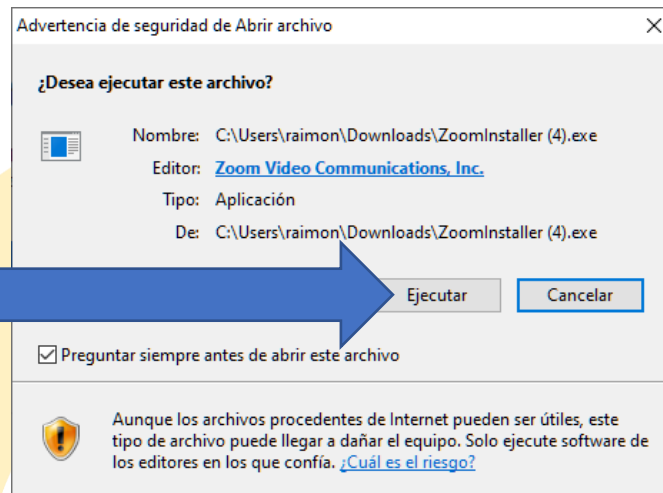 Advertencia de seguridad de Abrir archivo
¿Desea ejecutar este archivo?
Nombre: C:\Users\raimon\Downloads\ZoomInstaller (4).exe
Editor: Zoom Video Communications, Inc.
Tipo: Aplicación
De: C:\Users\raimon\Downloads\ZoomInstaller (4).exe
Ejecutar Cancelar
Preguntar siempre antes de abrir este archivo
Aunque los archivos procedentes de Internet pueden ser útiles, este
tipo de archivo puede llegar a dañar el equipo. Solo ejecute software de
los editores en los que confía. ¿Cuál es el riesgo?